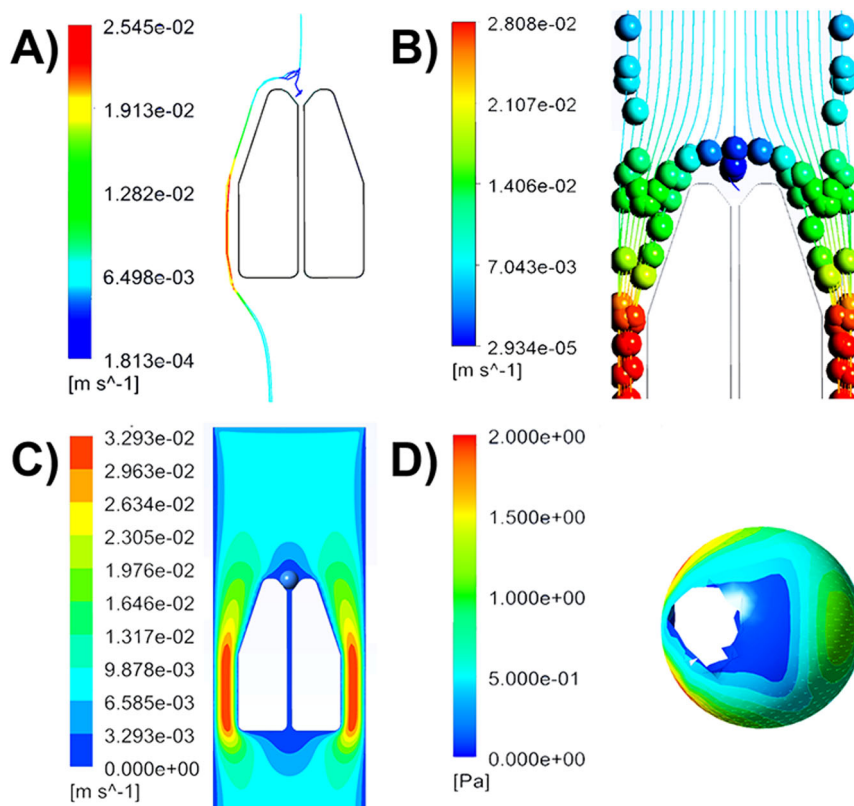 A)
2.545e-02
1.913e-02
1.282e-02
6.498e-03
1.813e-04
[m s^-1]
B)
2.808e-02
2.107e-02
1.406e-02
7.043e-03
2.934e-05
[m s^-1]
C)
3.293e-02
2.963e-02
2.634e-02
2.305e-02
1.976e-02
1.646e-02
1.317e-02
9.878e-03
6.585e-03
3.293e-03
0.000e+00
[m s^-1]
D)
2.000e+00
1.500e+00
1.000e+00
5.000e-01
0.000e+00
[Pa]